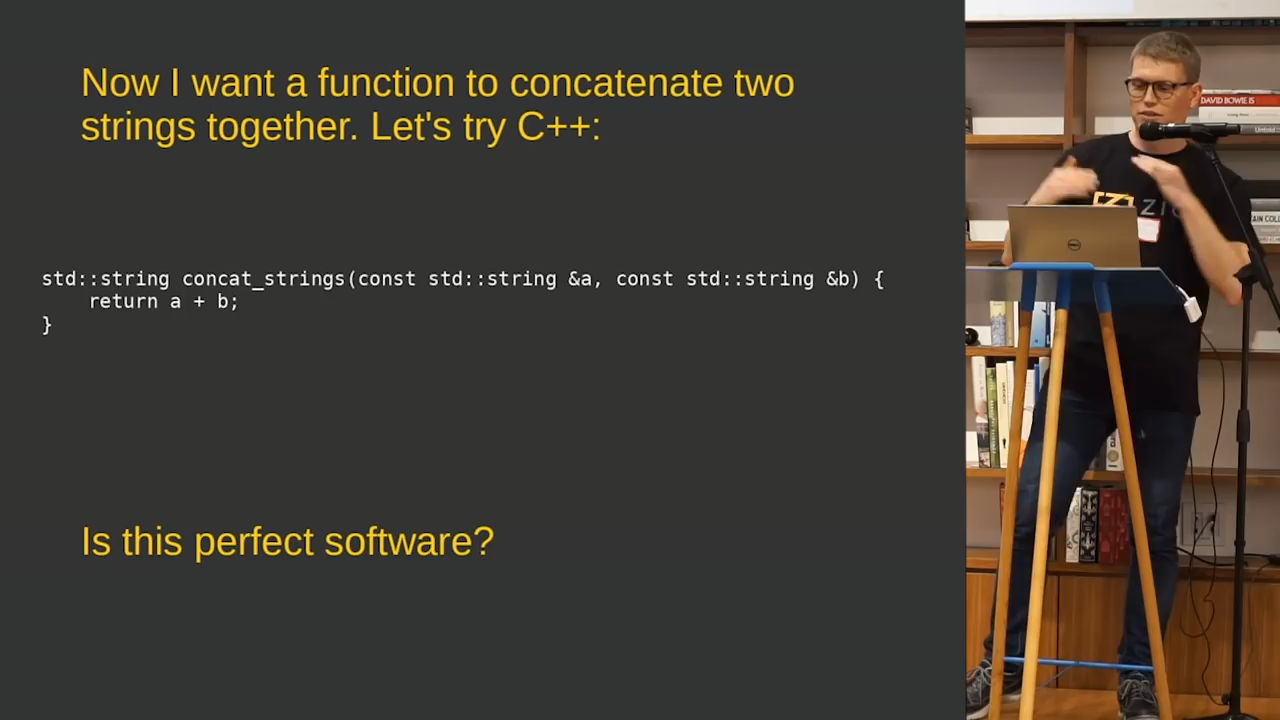 Now I want a function to concatenate two
strings together. Let's try C++:
std::string concat_strings(const std::string &a, const std::string &b) {
    return a + b;
}
Is this perfect software?
DAVID BOWIE IS
DELL